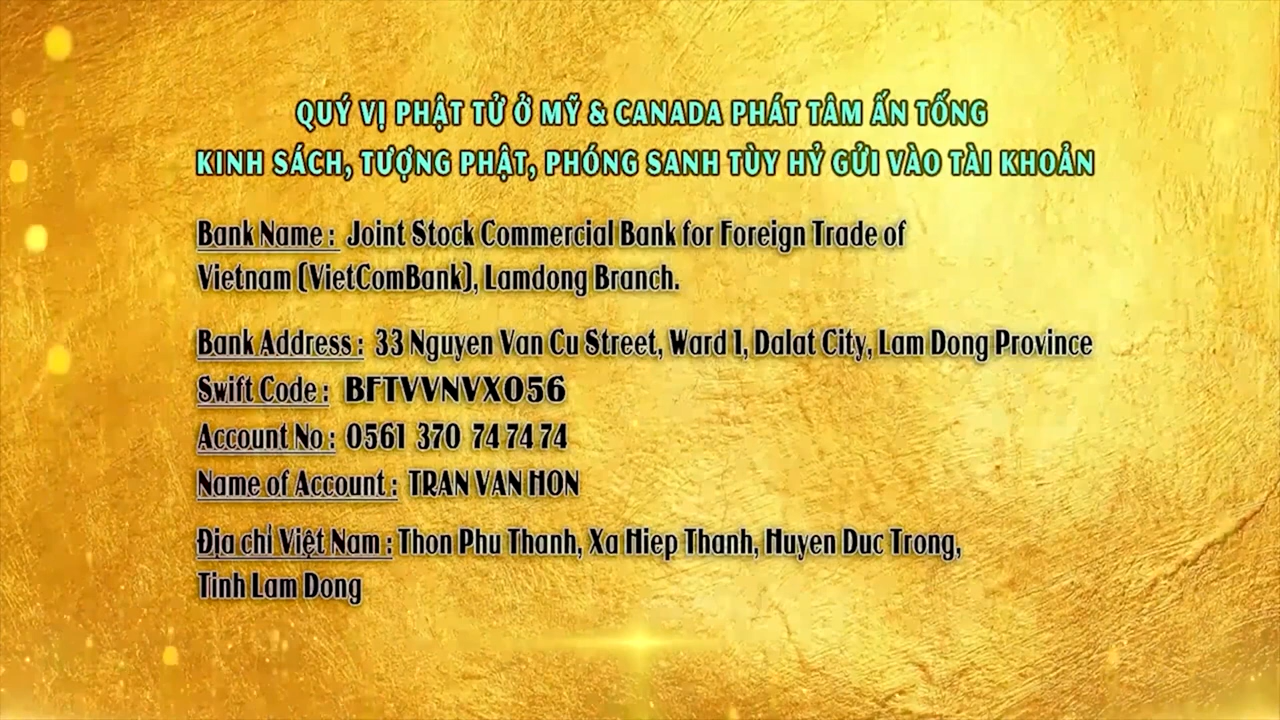 QUÝ VỊ PHẬT TỬ Ở MỸ & CANADA PHÁT TÂM ẤN TỐNG
KINH SÁCH, TƯỢNG PHẬT, PHÓNG SANH TÙY HỶ GỬI VÀO TÀI KHOẢN
Bank Name : Joint Stock Commercial Bank for Foreign Trade of
Vietnam (VietComBank), Lamdong Branch.
Bank Address : 33 Nguyen Van Cu Street, Ward 1, Dalat City, Lam Dong Province
Swift Code : BFTVVNVX056
Account No : 0561 370 74 74 74
Name of Account : TRAN VAN HON
Địa chỉ Việt Nam : Thon Phu Thanh, Xa Hiep Thanh, Huyen Duc Trong,
Tinh Lam Dong